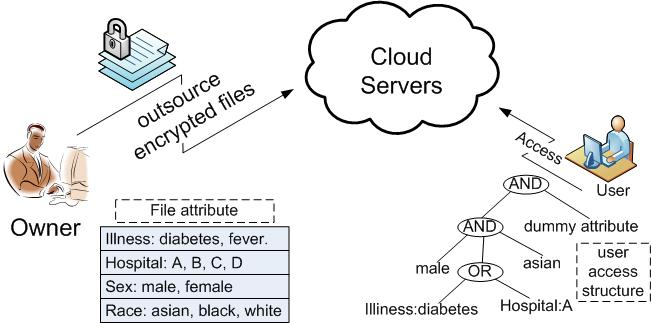 Cloud
Servers
outsource
encrypted files
Owner
Access
User
File attribute
Illness: diabetes, fever.
Hospital: A, B, C, D
Sex: male, female
Race: asian, black, white
AND
AND
dummy attribute
male
OR
asian
Illness:diabetes
Hospital:A
user
access
structure